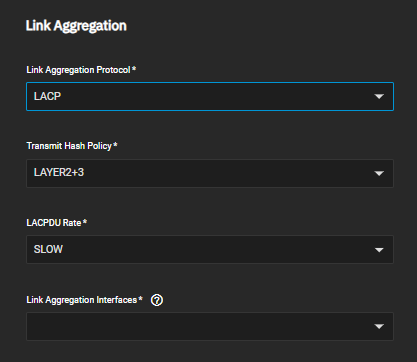 Link Aggregation
Link Aggregation Protocol *
LACP
Transmit Hash Policy *
LAYER2+3
LACPDU Rate *
SLOW
Link Aggregation Interfaces * ?